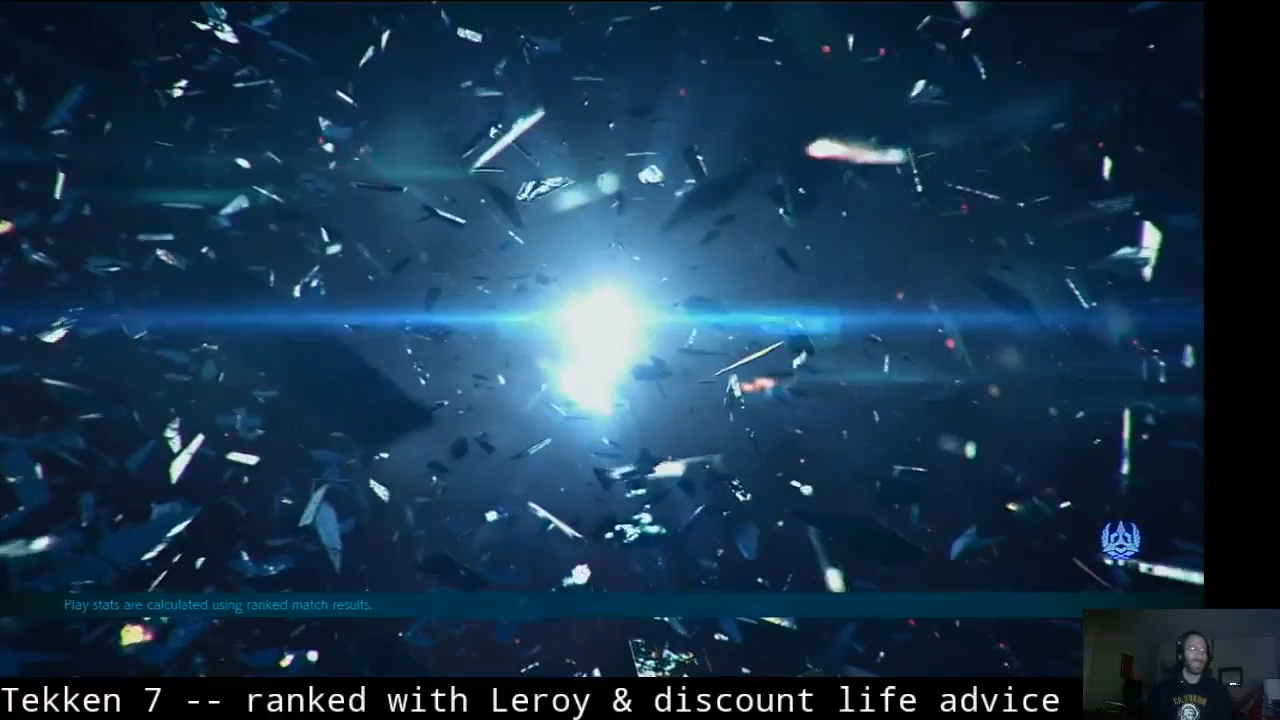 Play stats are calculated using ranked match results.
Tekken 7 -- ranked with Leroy & discount life advice